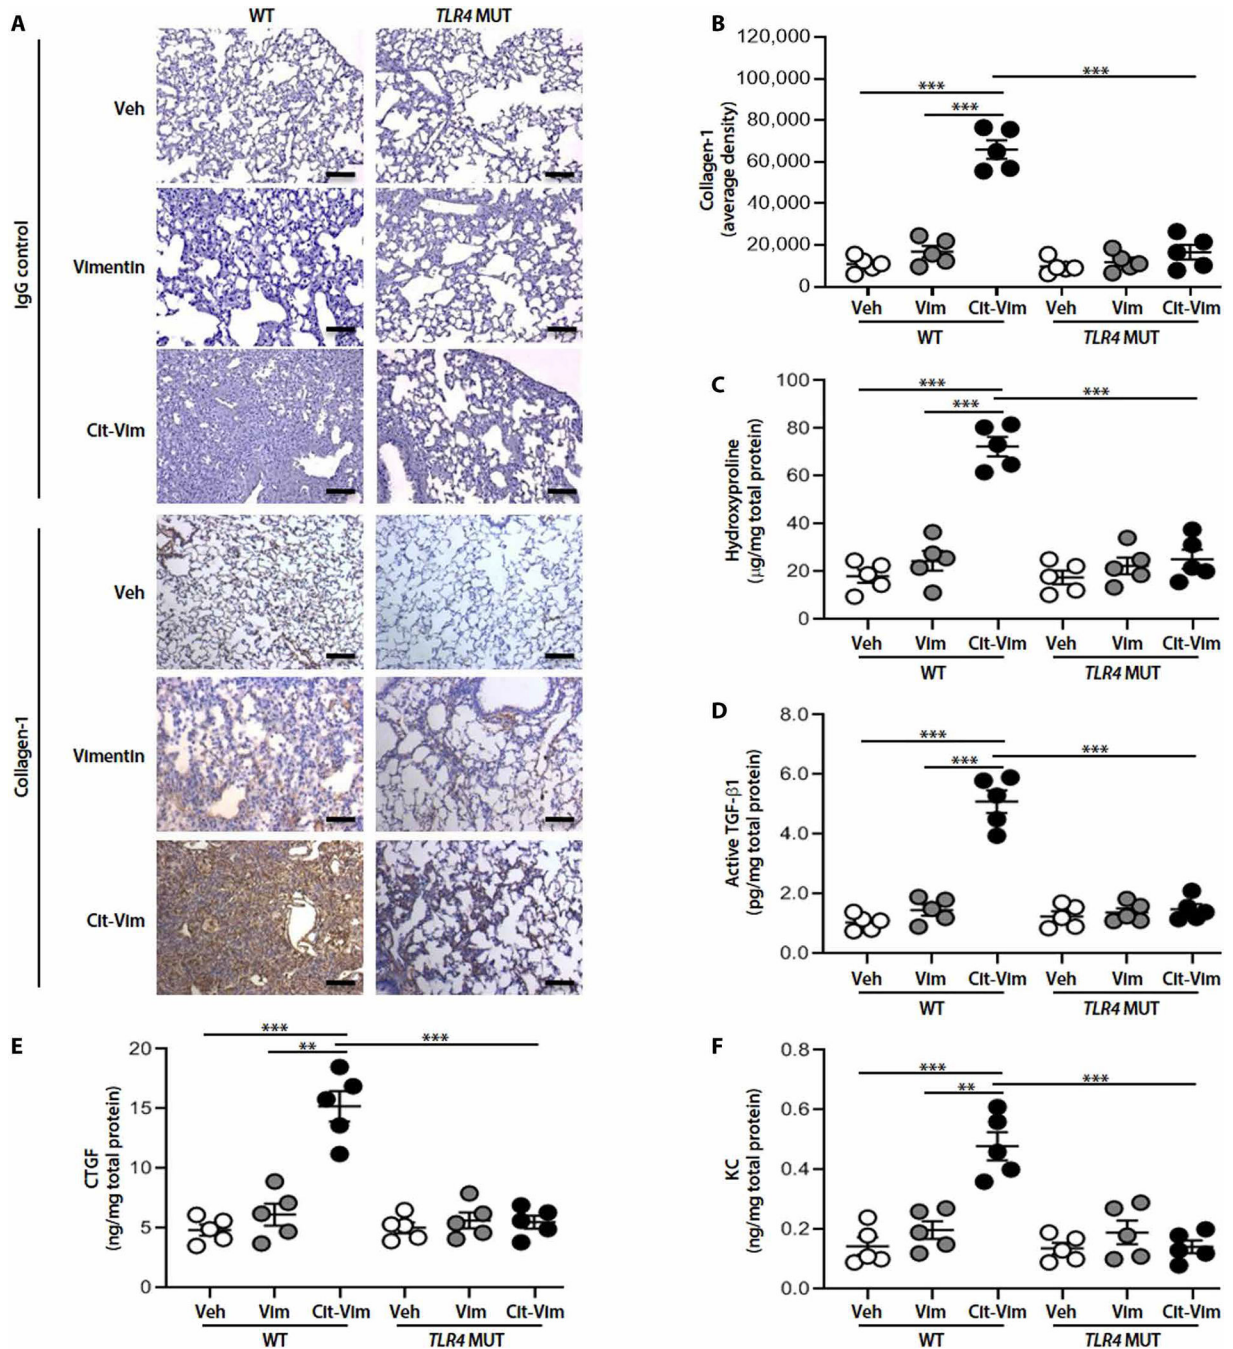 A
WT
TLR4 MUT
IgG control
Veh
Vimentin
Cit-Vim
Collagen-1
Veh
Vimentin
Cit-Vim
B
Collagen-1
(average density)
120,000
100,000
80,000
60,000
40,000
20,000
0
***
***
***
Veh Vim Cit-Vim Veh Vim Cit-Vim
WT TLR4 MUT
C
Hydroxyproline
(μg/mg total protein)
100
80
60
40
20
0
***
***
***
Veh Vim Cit-Vim Veh Vim Cit-Vim
WT TLR4 MUT
D
Active TGF-β1
(pg/mg total protein)
8.0
6.0
4.0
2.0
0.0
***
***
***
Veh Vim Cit-Vim Veh Vim Cit-Vim
WT TLR4 MUT
E
CTGF
(ng/mg total protein)
20
15
10
5
0
***
**
***
Veh Vim Cit-Vim Veh Vim Cit-Vim
WT TLR4 MUT
F
KC
(ng/mg total protein)
0.8
0.6
0.4
0.2
0.0
***
**
***
Veh Vim Cit-Vim Veh Vim Cit-Vim
WT TLR4 MUT